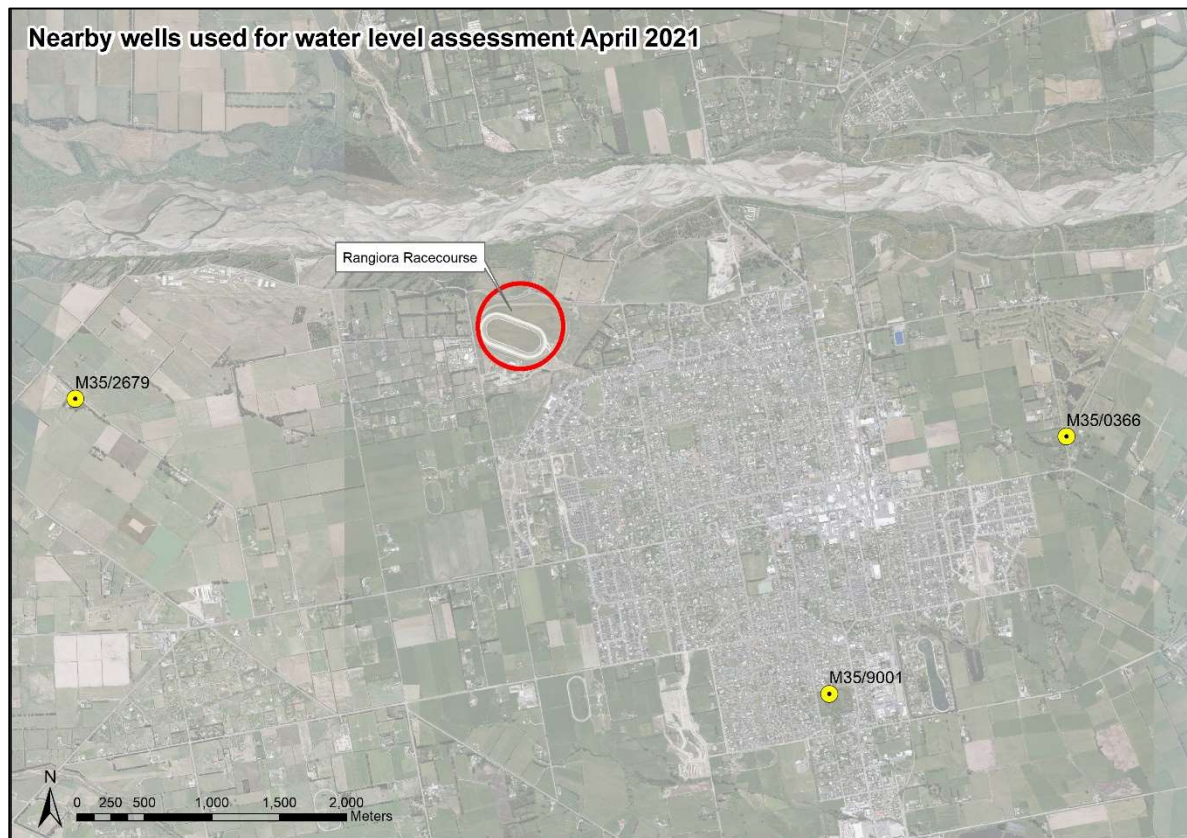 Nearby wells used for water level assessment April 2021
Rangiora Racecourse
M35/2679
M35/0366
M35/9001
N
0 250 500 1,000 1,500 2,000
Meters